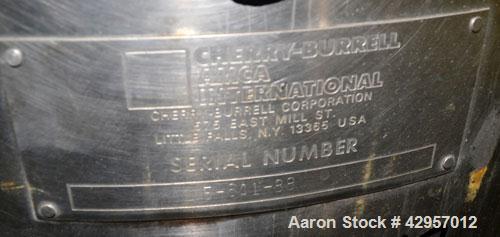 CHERRY-BURRELL
AMCA
INTERNATIONAL
CHERRY-BURRELL CORPORATION
EAST MILL ST.
LITTLE FALLS, N.Y. 13365 USA
SERIAL NUMBER
Aaron Stock # 42957012